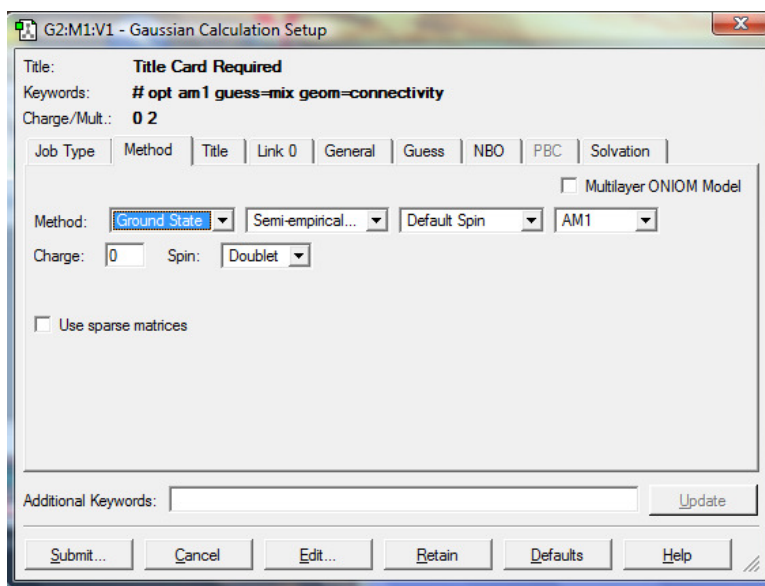 G2:M1:V1 - Gaussian Calculation Setup
Title: Title Card Required
Keywords: # opt am1 guess=mix geom=connectivity
Charge/Mult.: 0 2
Job Type Method Title Link 0 General Guess NBO PBC Solvation
Multilayer ONIOM Model
Method: Ground State Semi-empirical... Default Spin AM1
Charge: 0 Spin: Doublet
Use sparse matrices
Additional Keywords: Update
Submit... Cancel Edit... Retain Defaults Help